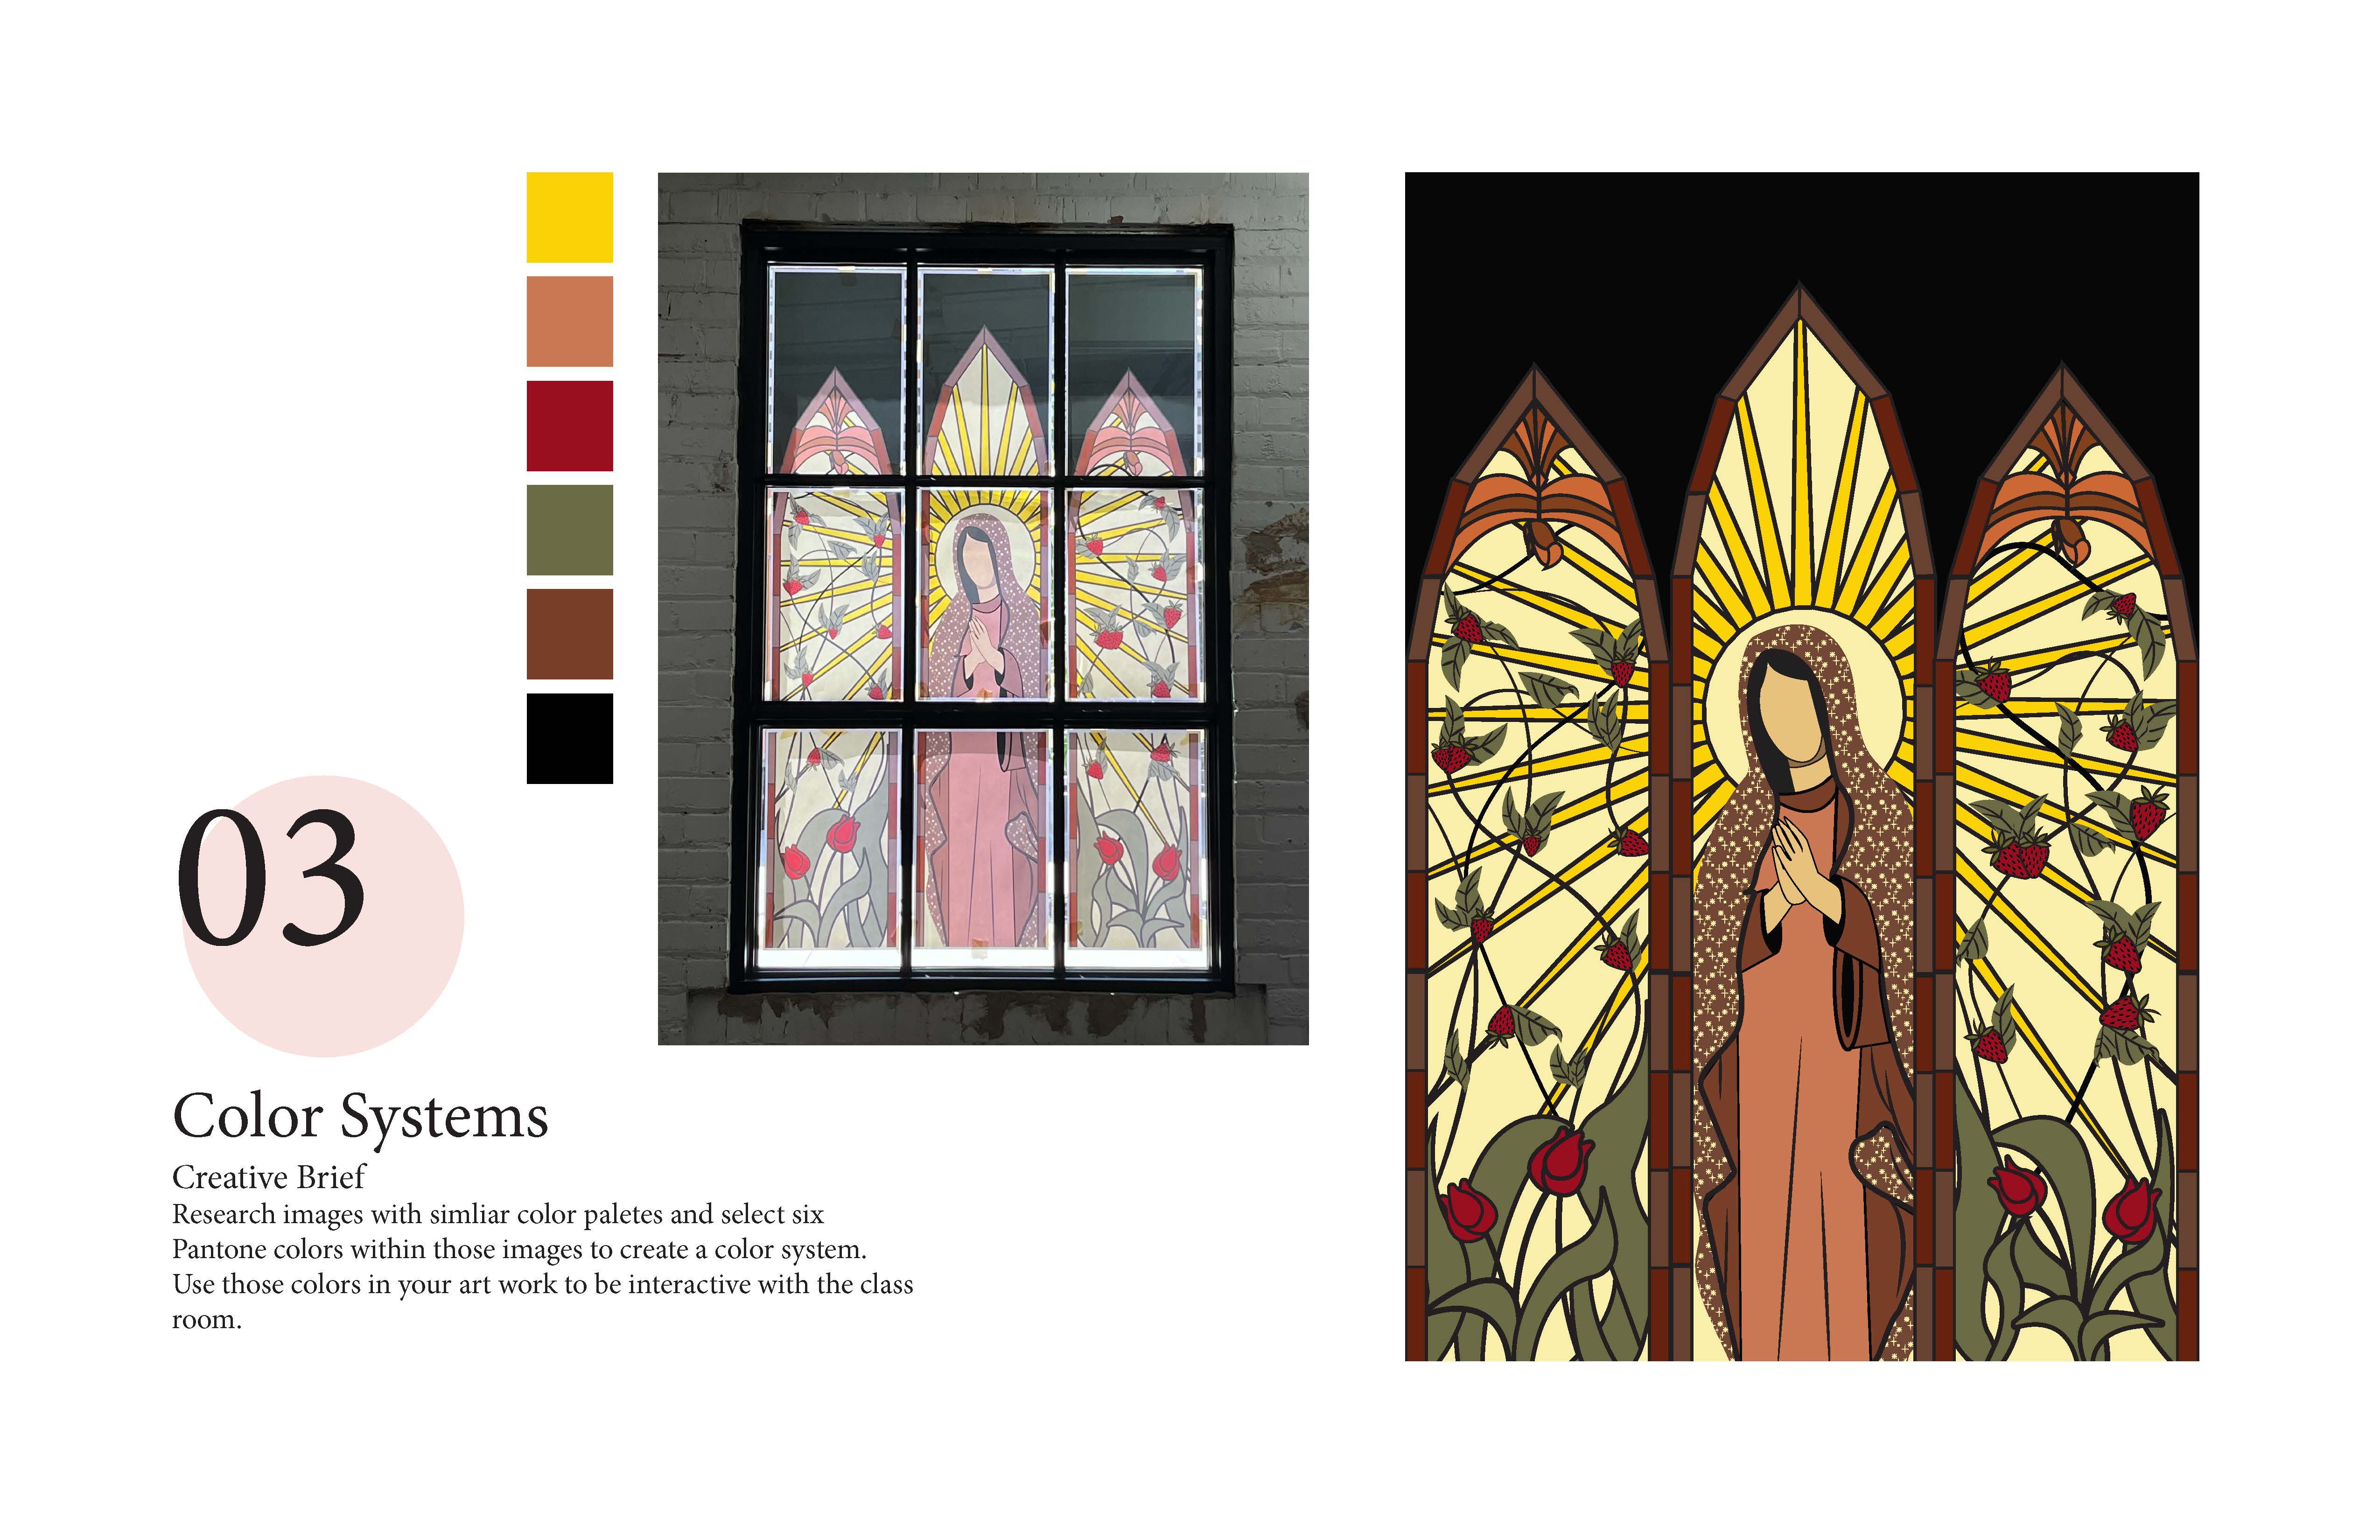 03
Color Systems
Creative Brief
Research images with simliar color paletes and select six
Pantone colors within those images to create a color system.
Use those colors in your art work to be interactive with the class
room.